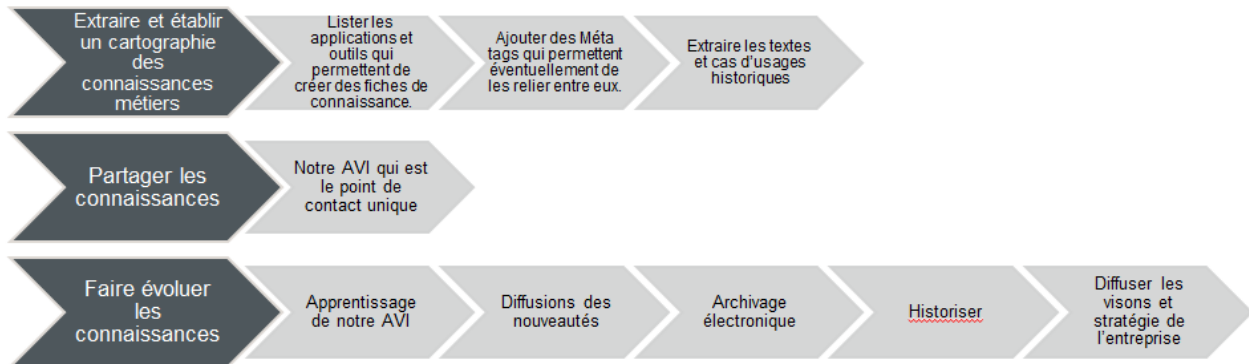 Extraire et établir
un cartographie
des
connaissances
métiers
Lister les
applications et
outils qui
permettent de
créer des fiches de
connaissance.
Ajouter des Méta
tags qui permettent
éventuellement de
les relier entre eux.
Extraire les textes
et cas d'usages
historiques
Partager les
connaissances
Notre AVI qui est
le point de
contact unique
Faire évoluer
les
connaissances
Apprentissage
de notre AVI
Diffusions des
nouveautés
Archivage
électronique
Historiser
Diffuser les
visons et
stratégie de
l'entreprise